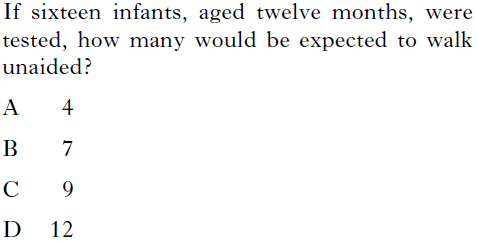 If sixteen infants, aged twelve months, were
tested, how many would be expected to walk
unaided?
A 4
B 7
C 9
D 12